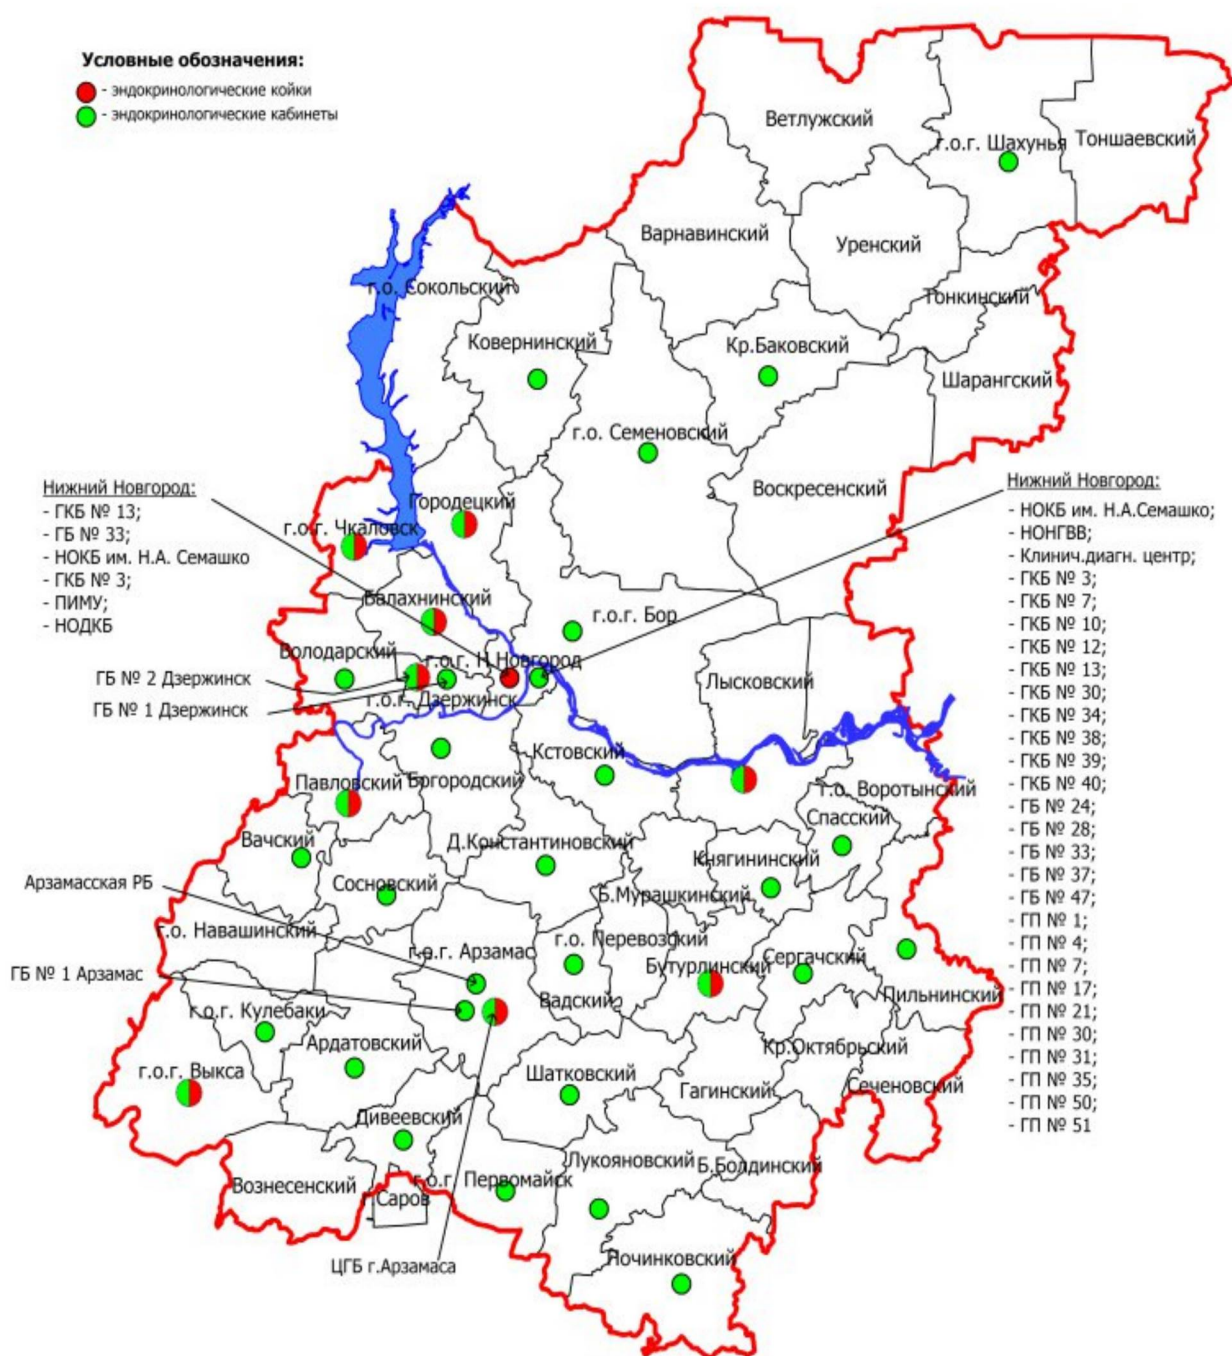 Условные обозначения:
- эндокринологические койки
- эндокринологические кабинеты
Ветлужский
г.о.г. Шахунья
Тоншаевский
Варнавинский
Уренский
г.о. Сокольский
Тонкинский
Ковернинский
Кр.Баковский
Шарангский
г.о. Семеновский
Воскресенский
Городецкий
г.о.г. Чкаловск
Нижний Новгород:
- ГКБ № 13;
- ГБ № 33;
- НОКБ им. Н.А. Семашко
- ГКБ № 3;
- ПИМУ;
- НОДКБ
Нижний Новгород:
- НОКБ им. Н.А.Семашко;
- НОНГВВ;
- Клинич.диагн. центр;
- ГКБ № 3;
- ГКБ № 7;
- ГКБ № 10;
- ГКБ № 12;
- ГКБ № 13;
- ГКБ № 30;
- ГКБ № 34;
- ГКБ № 38;
- ГКБ № 39;
- ГКБ № 40;
- ГБ № 24;
- ГБ № 28;
- ГБ № 33;
- ГБ № 37;
- ГБ № 47;
- ГП № 1;
- ГП № 4;
- ГП № 7;
- ГП № 17;
- ГП № 21;
- ГП № 30;
- ГП № 31;
- ГП № 35;
- ГП № 50;
- ГП № 51
Балахнинский
г.о.г. Бор
Володарский
г.о.г. Н.Новгород
Лысковский
ГБ № 2 Дзержинск
г.о.г. Дзержинск
ГБ № 1 Дзержинск
Кстовский
Павловский
Бгородский
г.о. Воротынский
Спасский
Вачский
Д.Константиновский
Княгининский
Арзамасская РБ
Сосновский
Б.Мурашкинский
г.о. Навашинский
г.о.г. Арзамас
г.о. Перевозский
Сергачский
ГБ № 1 Арзамас
Бутурлинский
Пильнинский
Вадский
г.о.г. Кулебаки
Ардатовский
Кр.Октябрьский
г.о.г. Выкса
Шатковский
Гагинский
Сеченовский
Дивеевский
Лукояновский
Б.Болдинский
Вознесенский
г.о.г. Первомайск
г.Саров
ЦГБ г.Арзамаса
Починковский